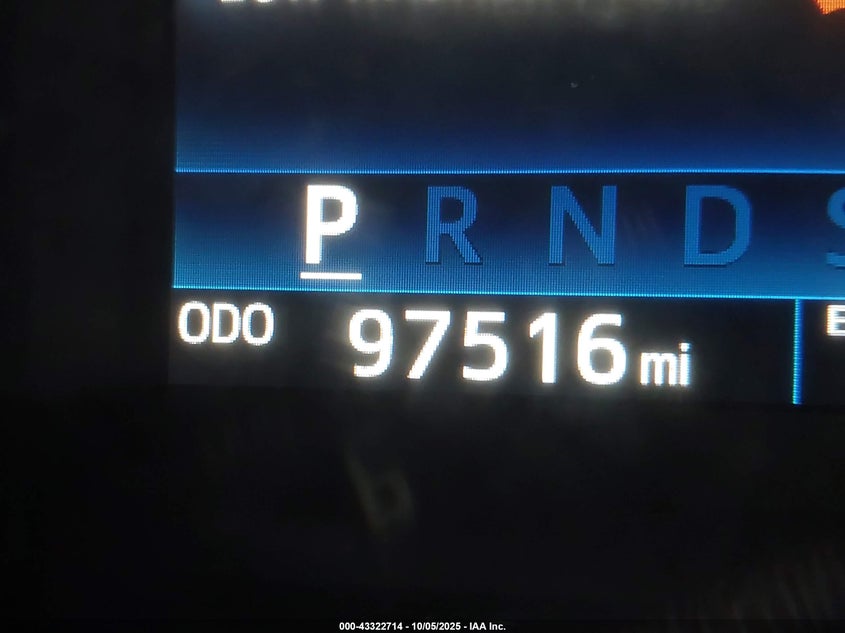 P R N D
ODO 97516 mi
000-43322714 - 10/05/2025 - IAA Inc.